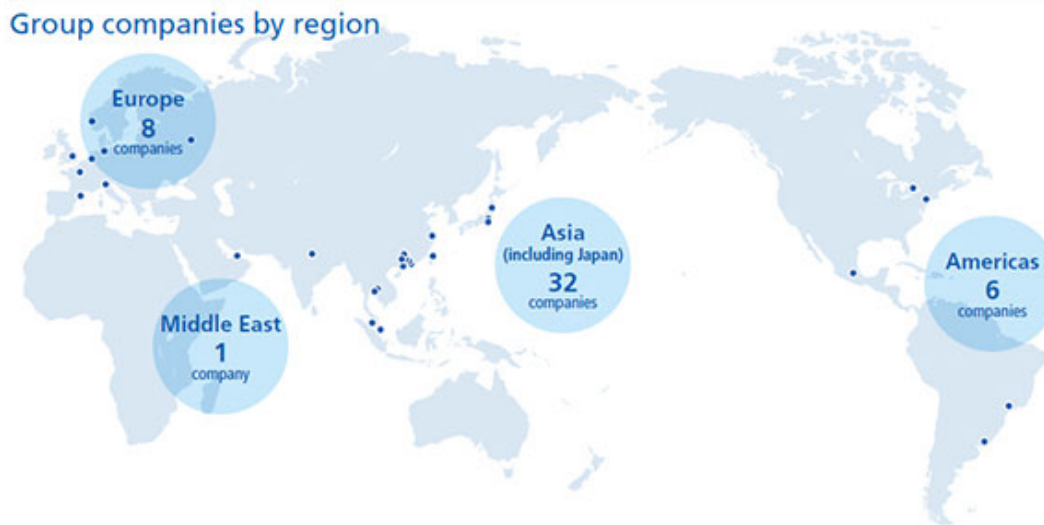 Group companies by region
Europe
8
companies
Asia
(including Japan)
32
companies
Americas
6
companies
Middle East
1
company